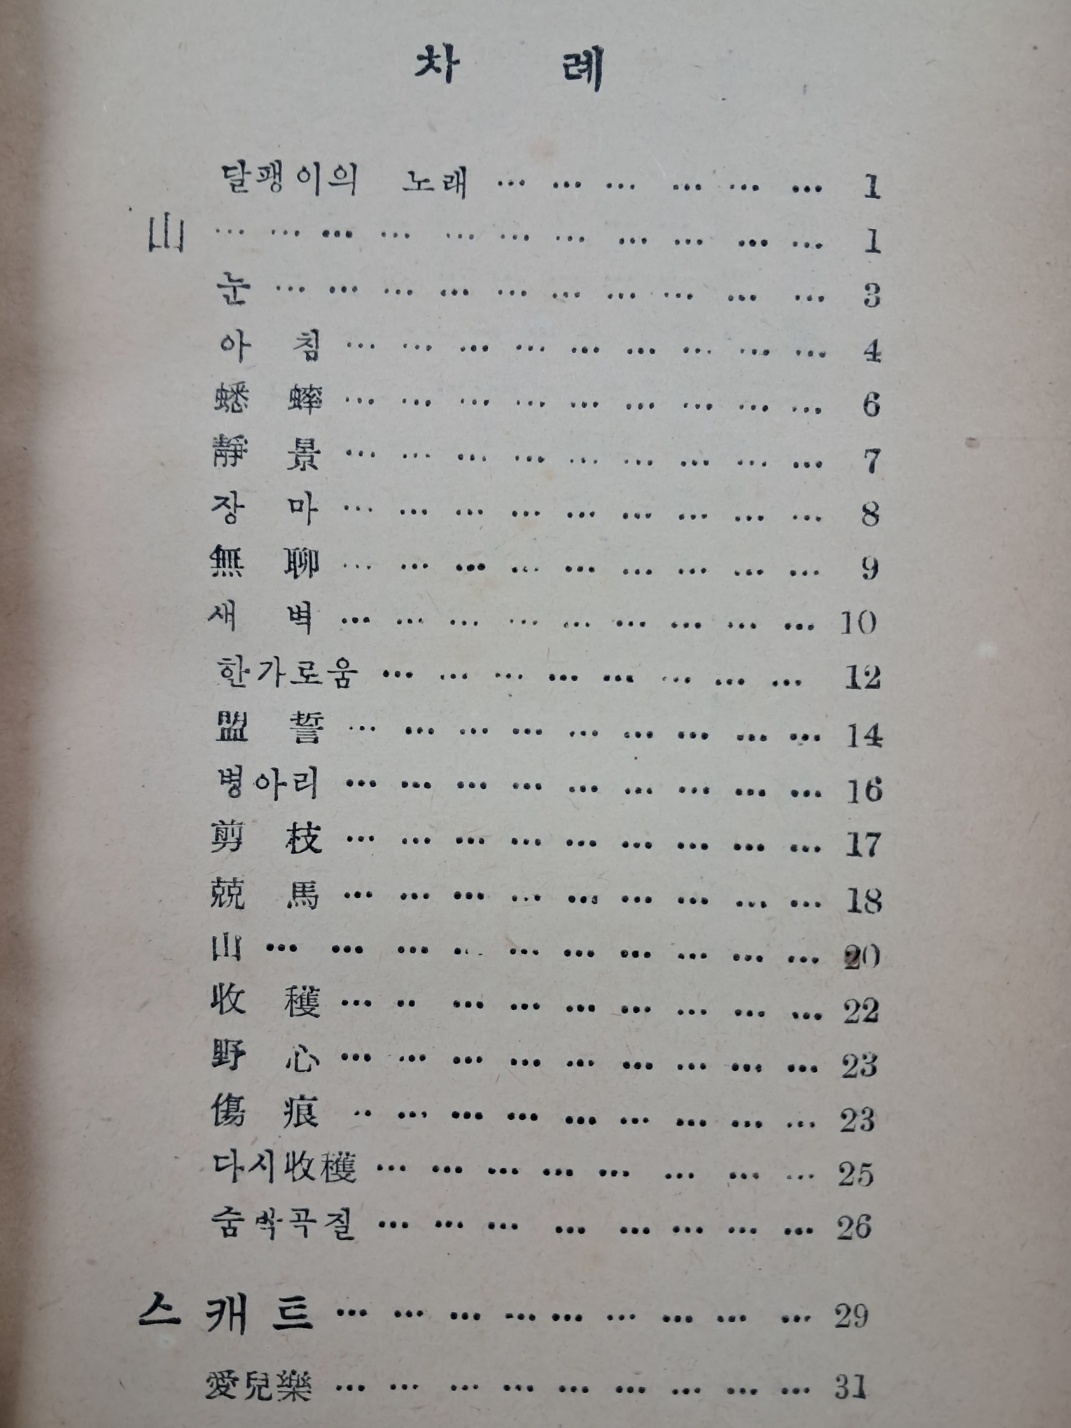 차 례
달팽이의 노래 … … … … … … 1
山 … … … … … … … … … … … 1
눈 … … … … … … … … … … 3
아 침 … … … … … … … … … 4
蟋 蟀 … … … … … … … … … 6
靜 景 … … … … … … … … … 7
장 마 … … … … … … … … … 8
無 聊 … … … … … … … … … 9
새 벽 … … … … … … … … … 10
한가로움 … … … … … … … … 12
盟 誓 … … … … … … … … … 14
병아리 … … … … … … … … … 16
剪 枝 … … … … … … … … … 17
競 馬 … … … … … … … … … 18
山 … … … … … … … … … … 20
收 穫 … … … … … … … … … 22
野 心 … … … … … … … … … 23
傷 痕 … … … … … … … … … 23
다시收穫 … … … … … … … … 25
숨박곡질 … … … … … … … … 26
스캐트 … … … … … … … … … 29
愛兒樂 … … … … … … … … … 31